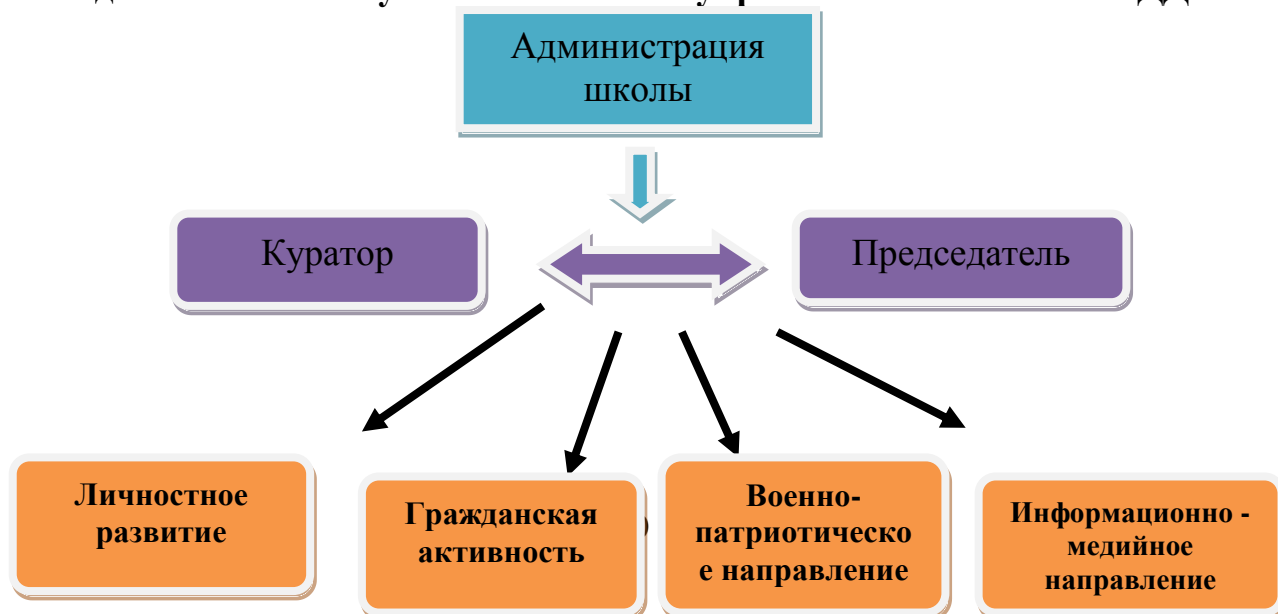 Администрация
школы
Куратор
Председатель
Личностное
развитие
Гражданская
активность
Военно-
патриотическо
е направление
Информационно -
медийное
направление